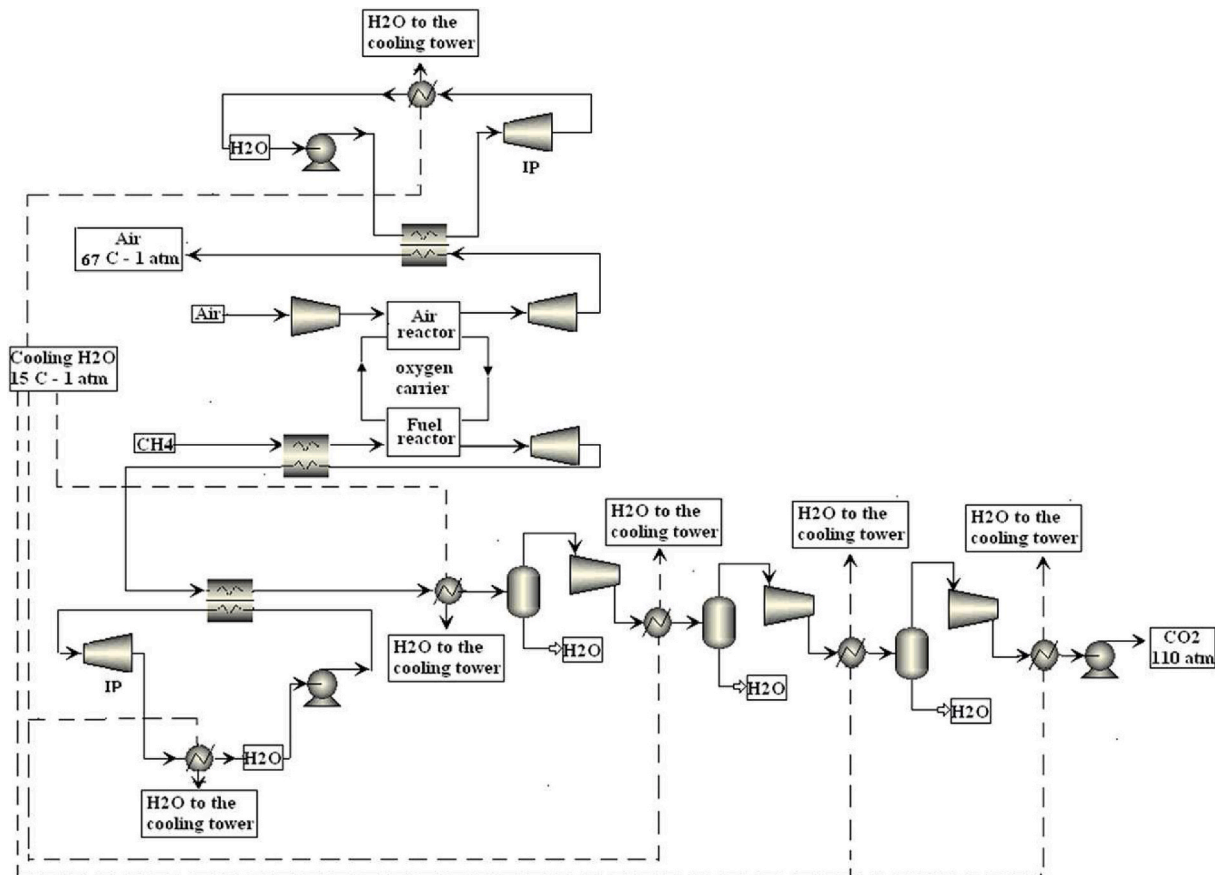 H2O to the
cooling tower
H2O
IP
Air
67 C - 1 atm
Air
Air
reactor
Cooling H2O
15 C - 1 atm
oxygen
carrier
Fuel
reactor
CH4
H2O to the
cooling tower
H2O to the
cooling tower
H2O to the
cooling tower
H2O to the
cooling tower
H2O
CO2
110 atm
IP
H2O
H2O
H2O
H2O to the
cooling tower